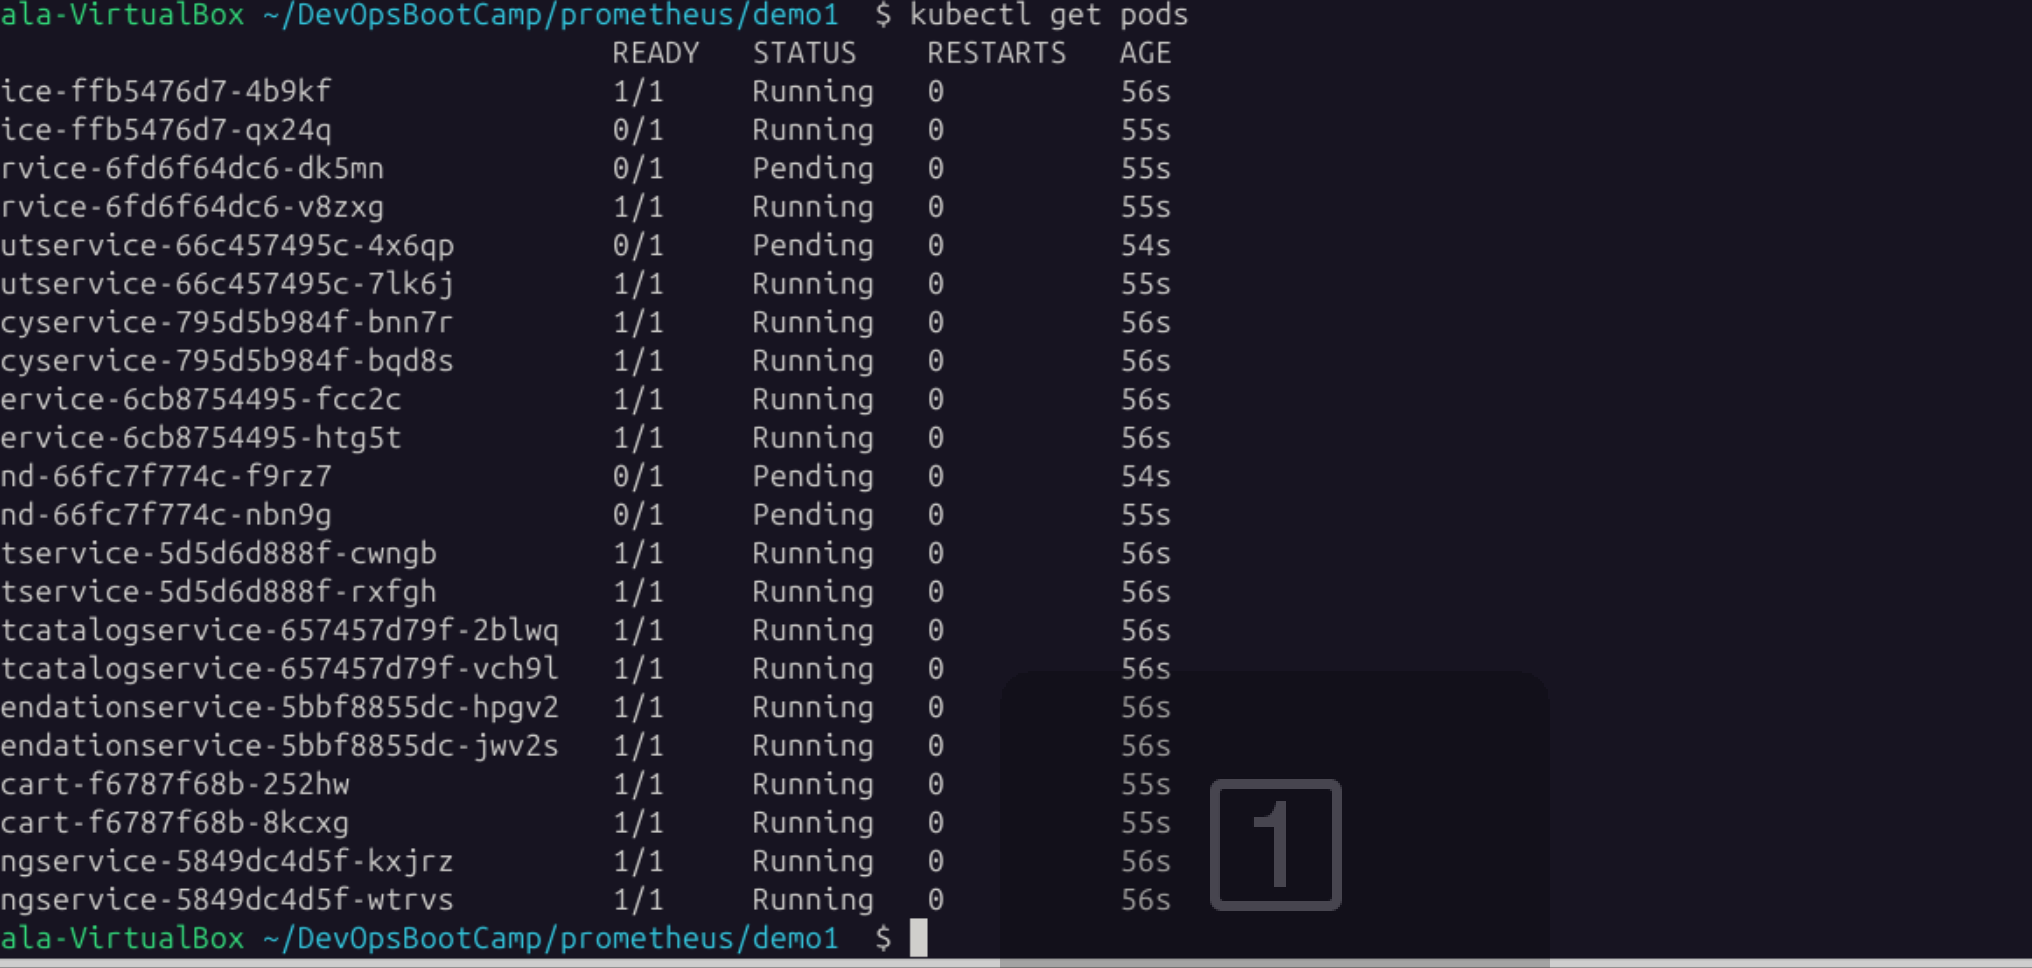 ala-VirtualBox ~/DevOpsBootCamp/prometheus/demo1 $ kubectl get pods
READY STATUS RESTARTS AGE
ice-ffb5476d7-4b9kf 1/1 Running 0 56s
ice-ffb5476d7-qx24q 0/1 Running 0 55s
rvice-6fd6f64dc6-dk5mn 0/1 Pending 0 55s
rvice-6fd6f64dc6-v8zxg 1/1 Running 0 55s
utservice-66c457495c-4x6qp 0/1 Pending 0 54s
utservice-66c457495c-7lk6j 1/1 Running 0 55s
cyservice-795d5b984f-bnn7r 1/1 Running 0 56s
cyservice-795d5b984f-bqd8s 1/1 Running 0 56s
ervice-6cb8754495-fcc2c 1/1 Running 0 56s
ervice-6cb8754495-htg5t 1/1 Running 0 56s
nd-66fc7f774c-f9rz7 0/1 Pending 0 54s
nd-66fc7f774c-nbn9g 0/1 Pending 0 55s
tservice-5d5d6d888f-cwngb 1/1 Running 0 56s
tservice-5d5d6d888f-rxfgh 1/1 Running 0 56s
tcatalogservice-657457d79f-2blwq 1/1 Running 0 56s
tcatalogservice-657457d79f-vch9l 1/1 Running 0 56s
endationservice-5bbf8855dc-hpgv2 1/1 Running 0 56s
endationservice-5bbf8855dc-jwv2s 1/1 Running 0 56s
cart-f6787f68b-252hw 1/1 Running 0 55s
cart-f6787f68b-8kcxg 1/1 Running 0 55s
ngservice-5849dc4d5f-kxjrz 1/1 Running 0 56s
ngservice-5849dc4d5f-wtrvs 1/1 Running 0 56s
ala-VirtualBox ~/DevOpsBootCamp/prometheus/demo1 $
1